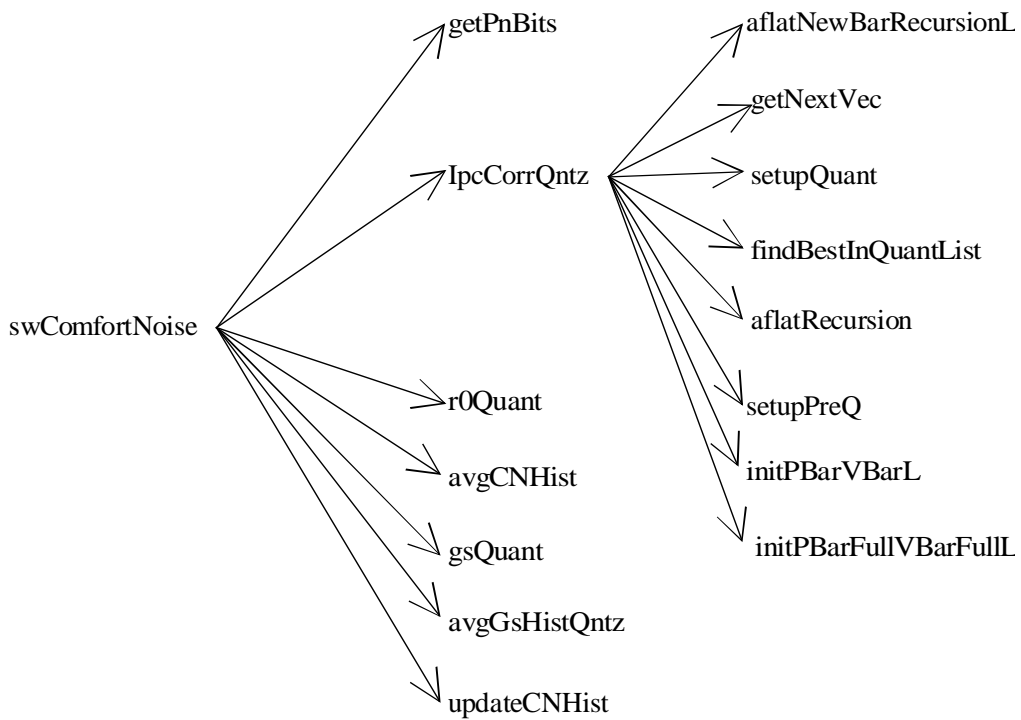 getPnBits
aflatNewBarRecursionL
getNextVec
lpcCorrQntz
setupQuant
findBestInQuantList
swComfortNoise
aflatRecursion
r0Quant
setupPreQ
avgCNHist
initPBarVBarL
gsQuant
initPBarFullVBarFullL
avgGsHistQntz
updateCNHist